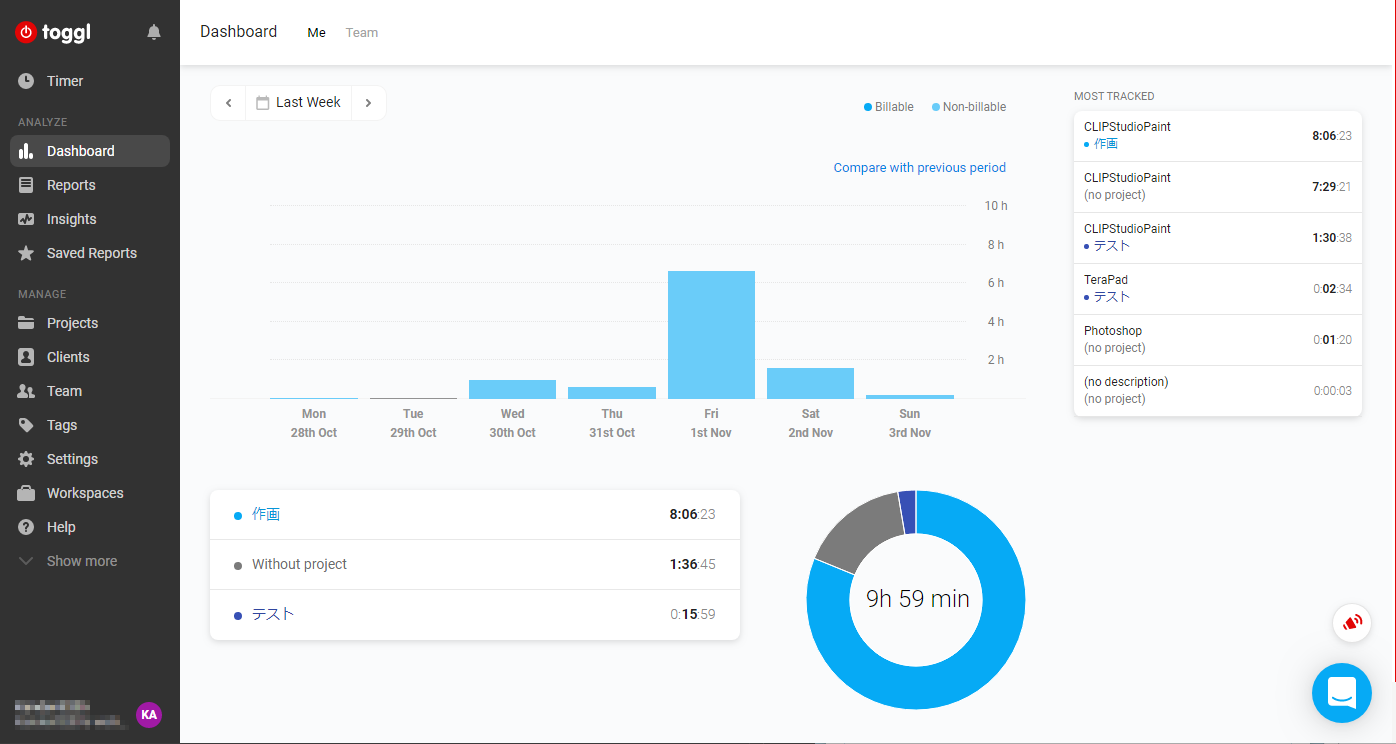 toggl
Timer
ANALYZE
Dashboard
Reports
Insights
Saved Reports
MANAGE
Projects
Clients
Team
Tags
Settings
Workspaces
Help
Show more
KA
Dashboard Me Team
Last Week
Billable Non-billable
Compare with previous period
10 h
8 h
6 h
4 h
2 h
Mon Tue Wed Thu Fri Sat Sun
28th Oct 29th Oct 30th Oct 31st Oct 1st Nov 2nd Nov 3rd Nov
作画 8:06:23
Without project 1:36:45
テスト 0:15:59
9h 59 min
MOST TRACKED
CLIPStudioPaint
作画 8:06:23
CLIPStudioPaint
(no project) 7:29:21
CLIPStudioPaint
テスト 1:30:38
TeraPad
テスト 0:02:34
Photoshop
(no project) 0:01:20
(no description)
(no project) 0:00:03